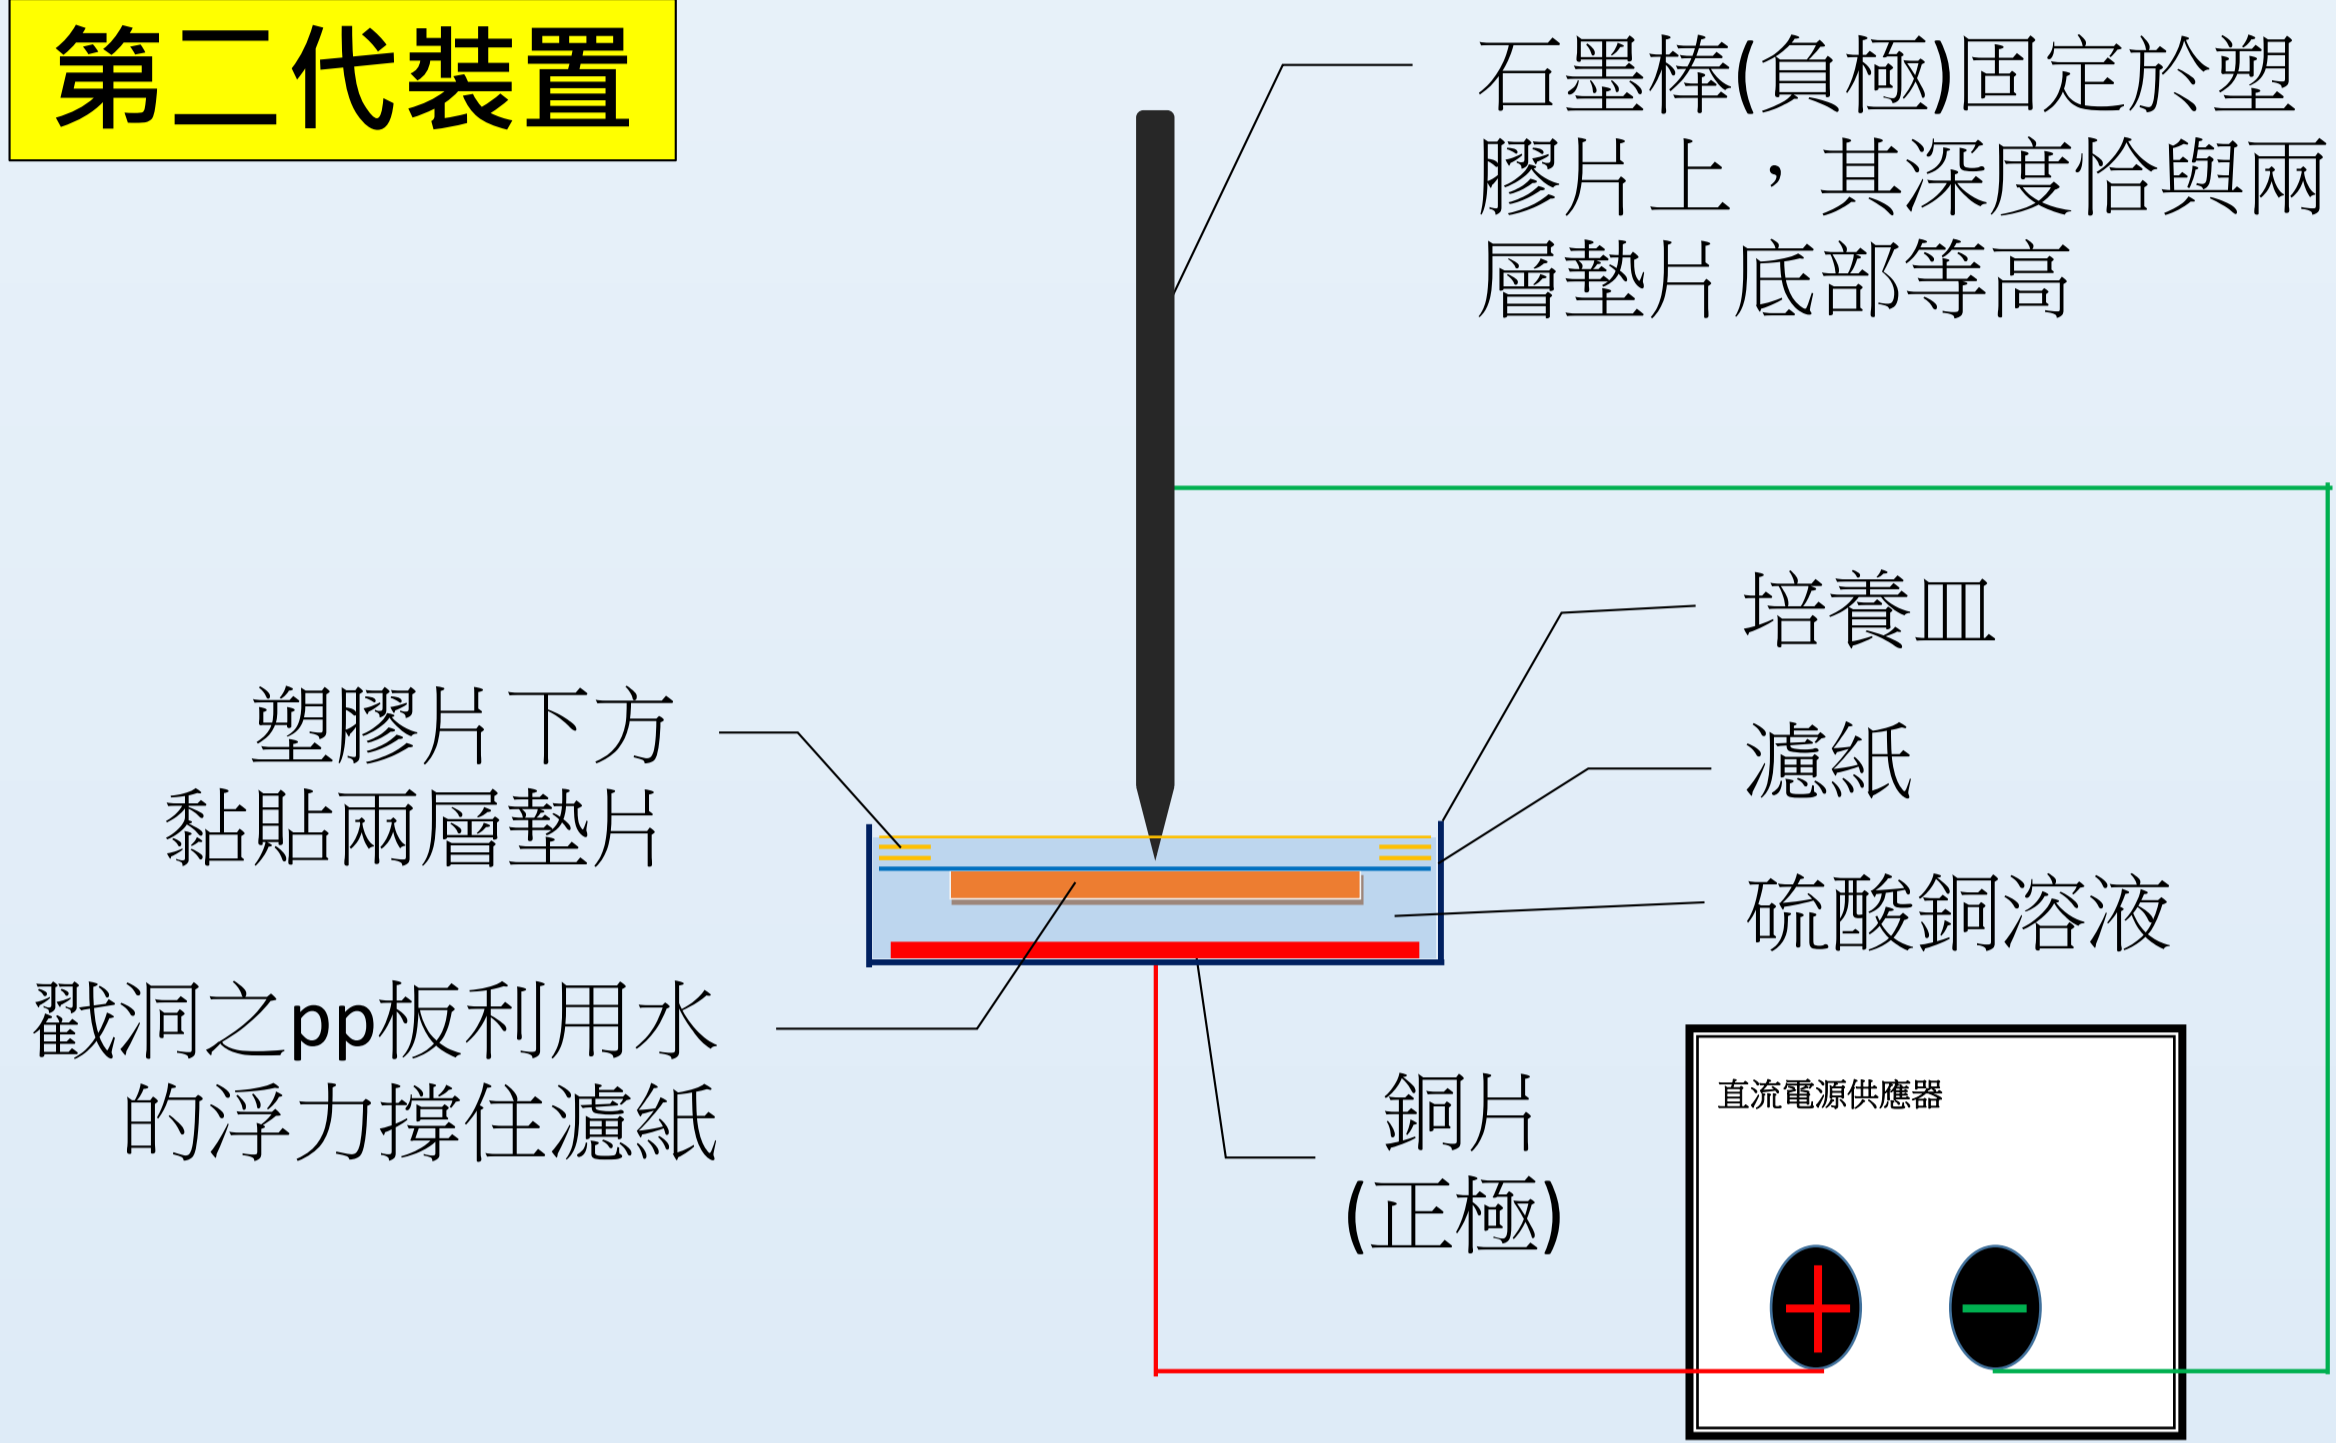 第二代裝置
石墨棒(負極)固定於塑
膠片上，其深度恰與兩
層墊片底部等高
培養皿
濾紙
硫酸銅溶液
塑膠片下方
黏貼兩層墊片
戳洞之pp板利用水
的浮力撐住濾紙
銅片
(正極)
直流電源供應器